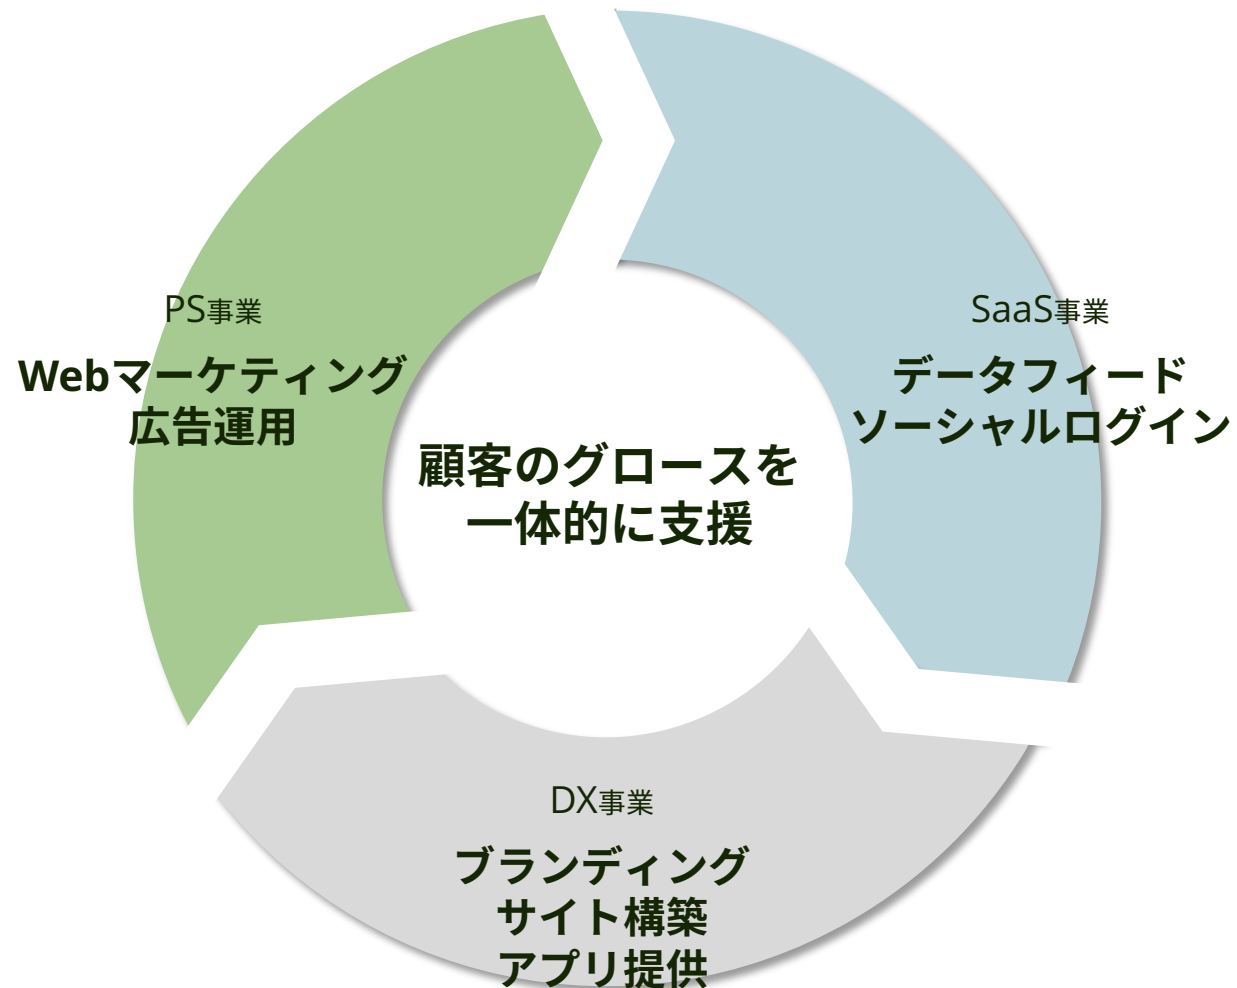 PS事業
Webマーケティング
広告運用
SaaS事業
データフィード
ソーシャルログイン
顧客のグロースを
一体的に支援
DX事業
ブランディング
サイト構築
アプリ提供